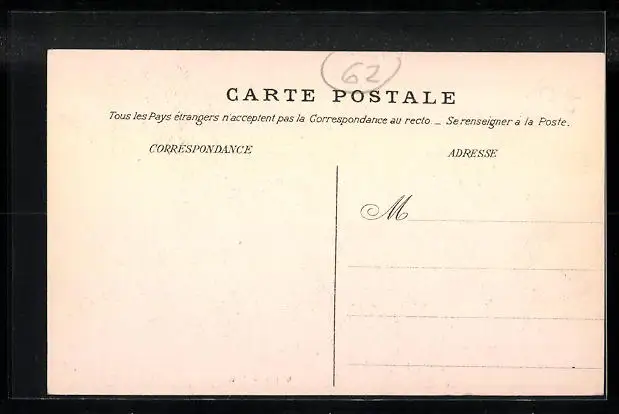 62
CARTE POSTALE
Tous les Pays étrangers n'acceptent pas la Correspondance au recto _ Se renseigner à la Poste.
CORRESPONDANCE
ADRESSE
M